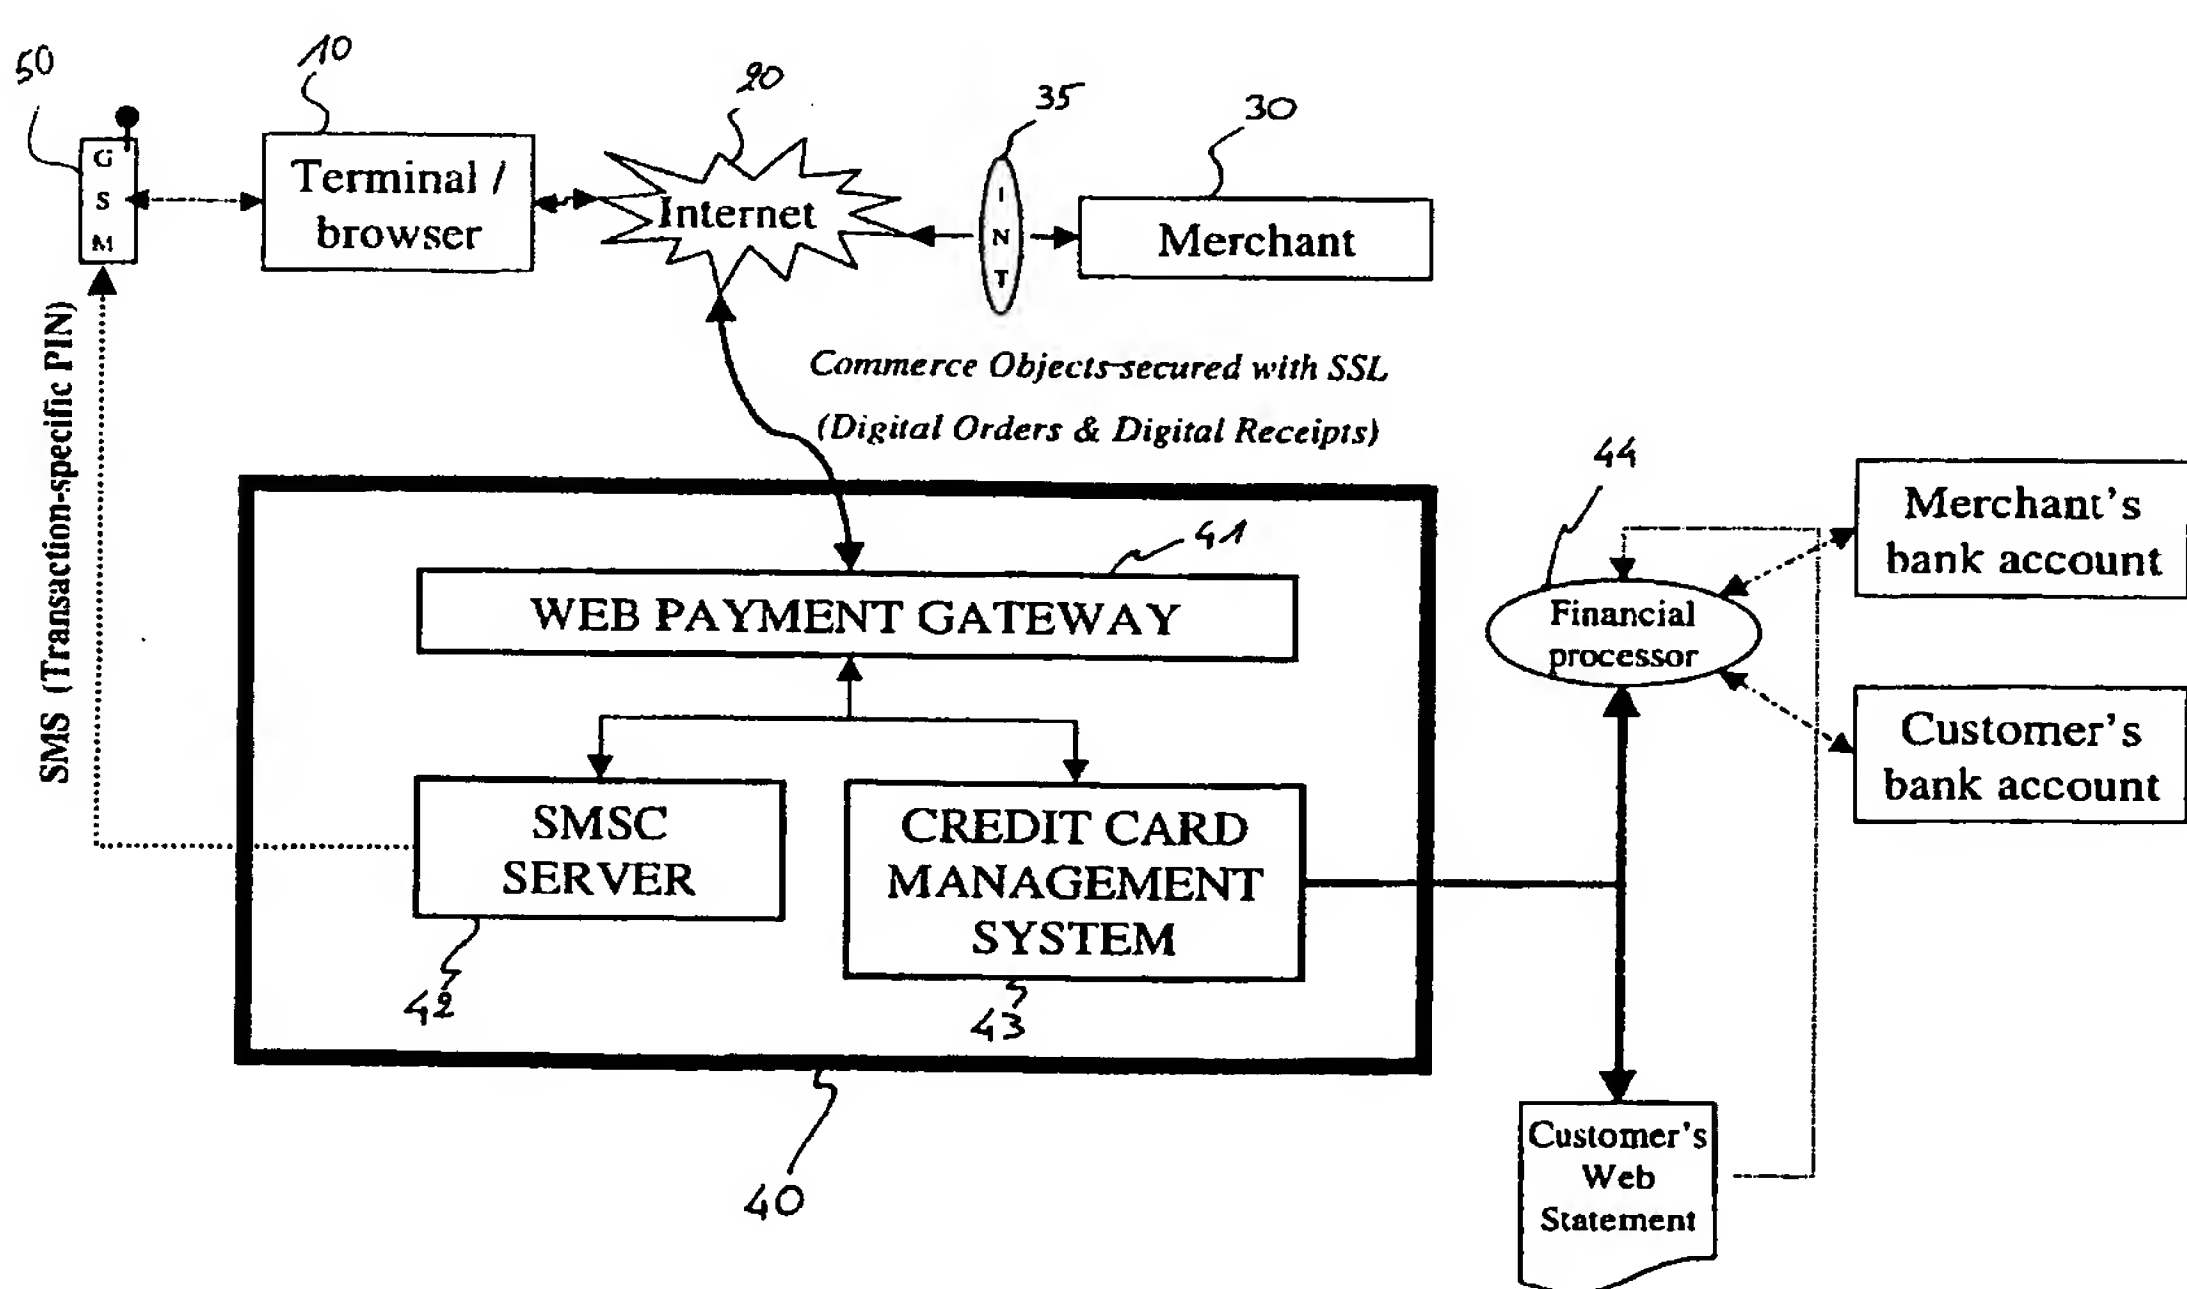 50
10
20
35
30
G
S
M
Terminal /
browser
Internet
I
N
T
Merchant
SMS (Transaction-specific PIN)
Commerce Objects secured with SSL
(Digital Orders & Digital Receipts)
41
WEB PAYMENT GATEWAY
SMSC
SERVER
42
CREDIT CARD
MANAGEMENT
SYSTEM
43
40
44
Financial
processor
Merchant's
bank account
Customer's
bank account
Customer's
Web
Statement